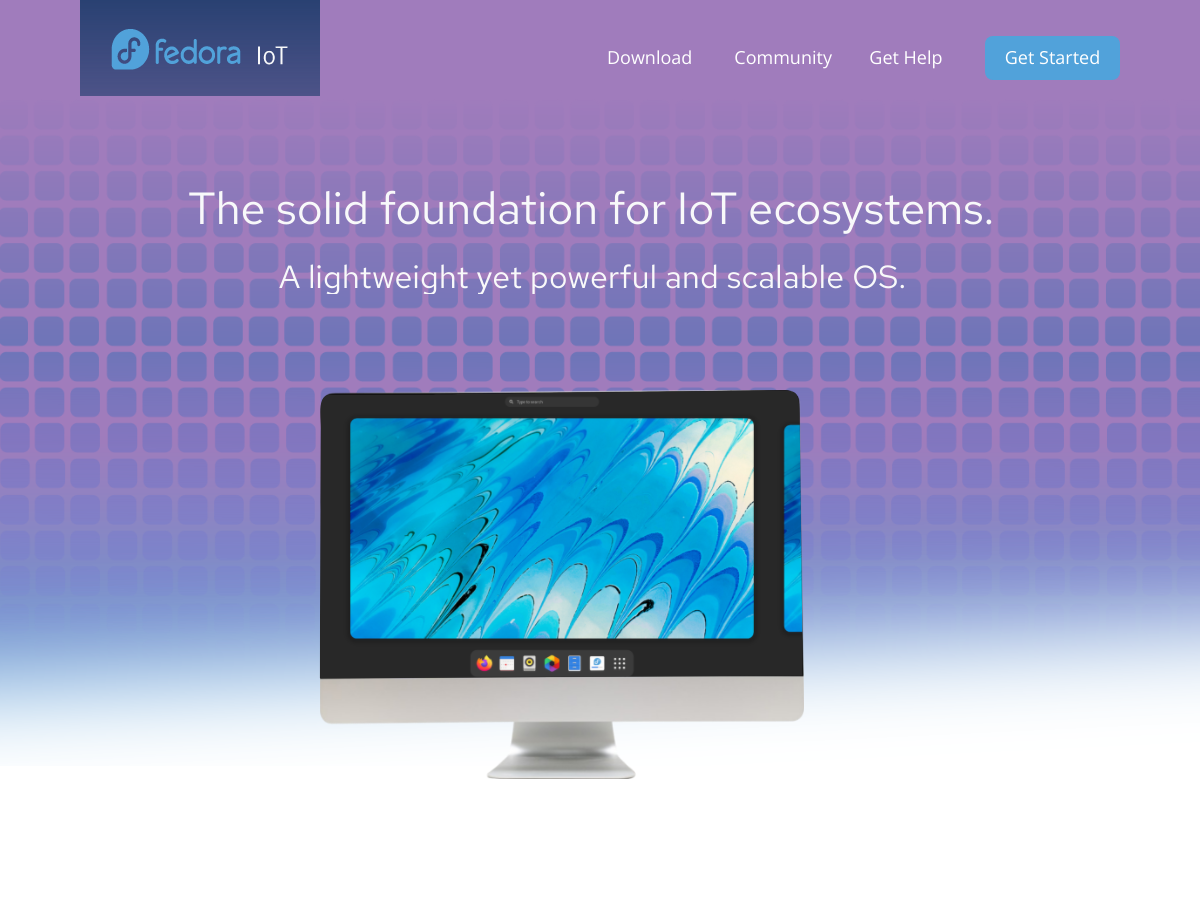 fedora IoT
Download Community Get Help Get Started
The solid foundation for IoT ecosystems.
A lightweight yet powerful and scalable OS.
Type to search